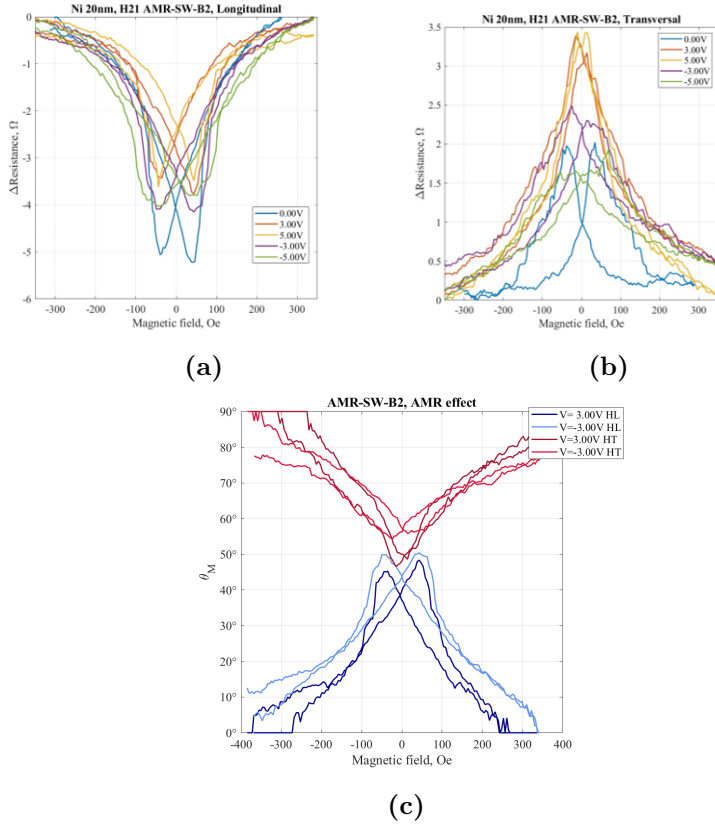 Ni 20nm, H21 AMR-SW-B2, Longitudinal
0
-1
-2
-3
-4
-5
-6
ΔResistance, Ω
-300
-200
-100
0
100
200
300
Magnetic field, Oe
0.00V
3.00V
5.00V
-3.00V
-5.00V
(a)
Ni 20nm, H21 AMR-SW-B2, Transversal
3.5
3
2.5
2
1.5
1
0.5
0
ΔResistance, Ω
-300
-200
-100
0
100
200
300
Magnetic field, Oe
0.00V
3.00V
5.00V
-3.00V
-5.00V
(b)
AMR-SW-B2, AMR effect
90°
80°
70°
60°
50°
40°
30°
20°
10°
0°
θM
-400
-300
-200
-100
0
100
200
300
400
Magnetic field, Oe
V= 3.00V HL
V=-3.00V HL
V=3.00V HT
V=-3.00V HT
(c)